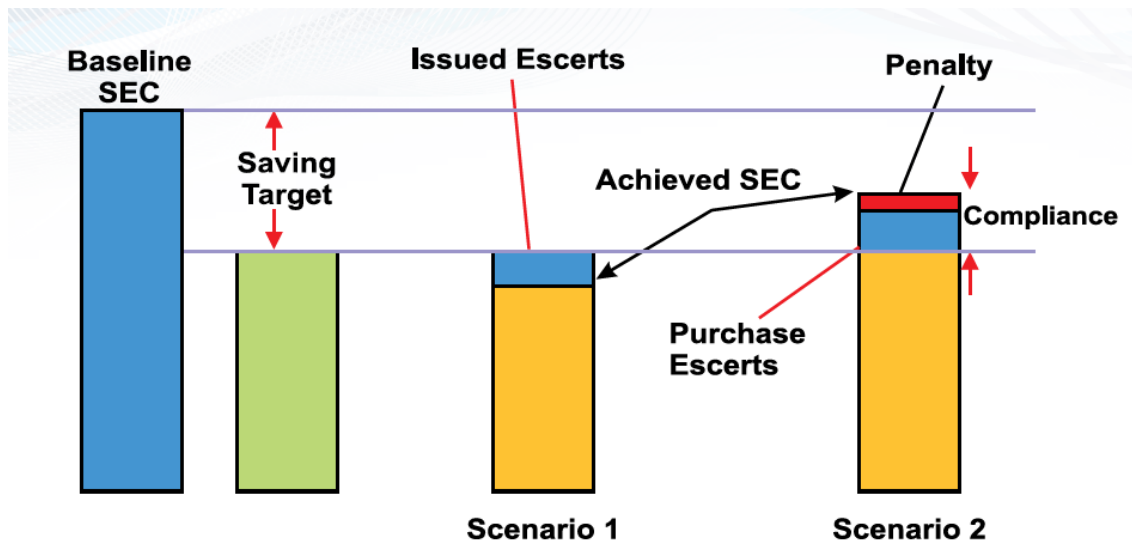 Baseline
SEC
Issued Escerts
Penalty
Saving
Target
Achieved SEC
Compliance
Purchase
Escerts
Scenario 1
Scenario 2